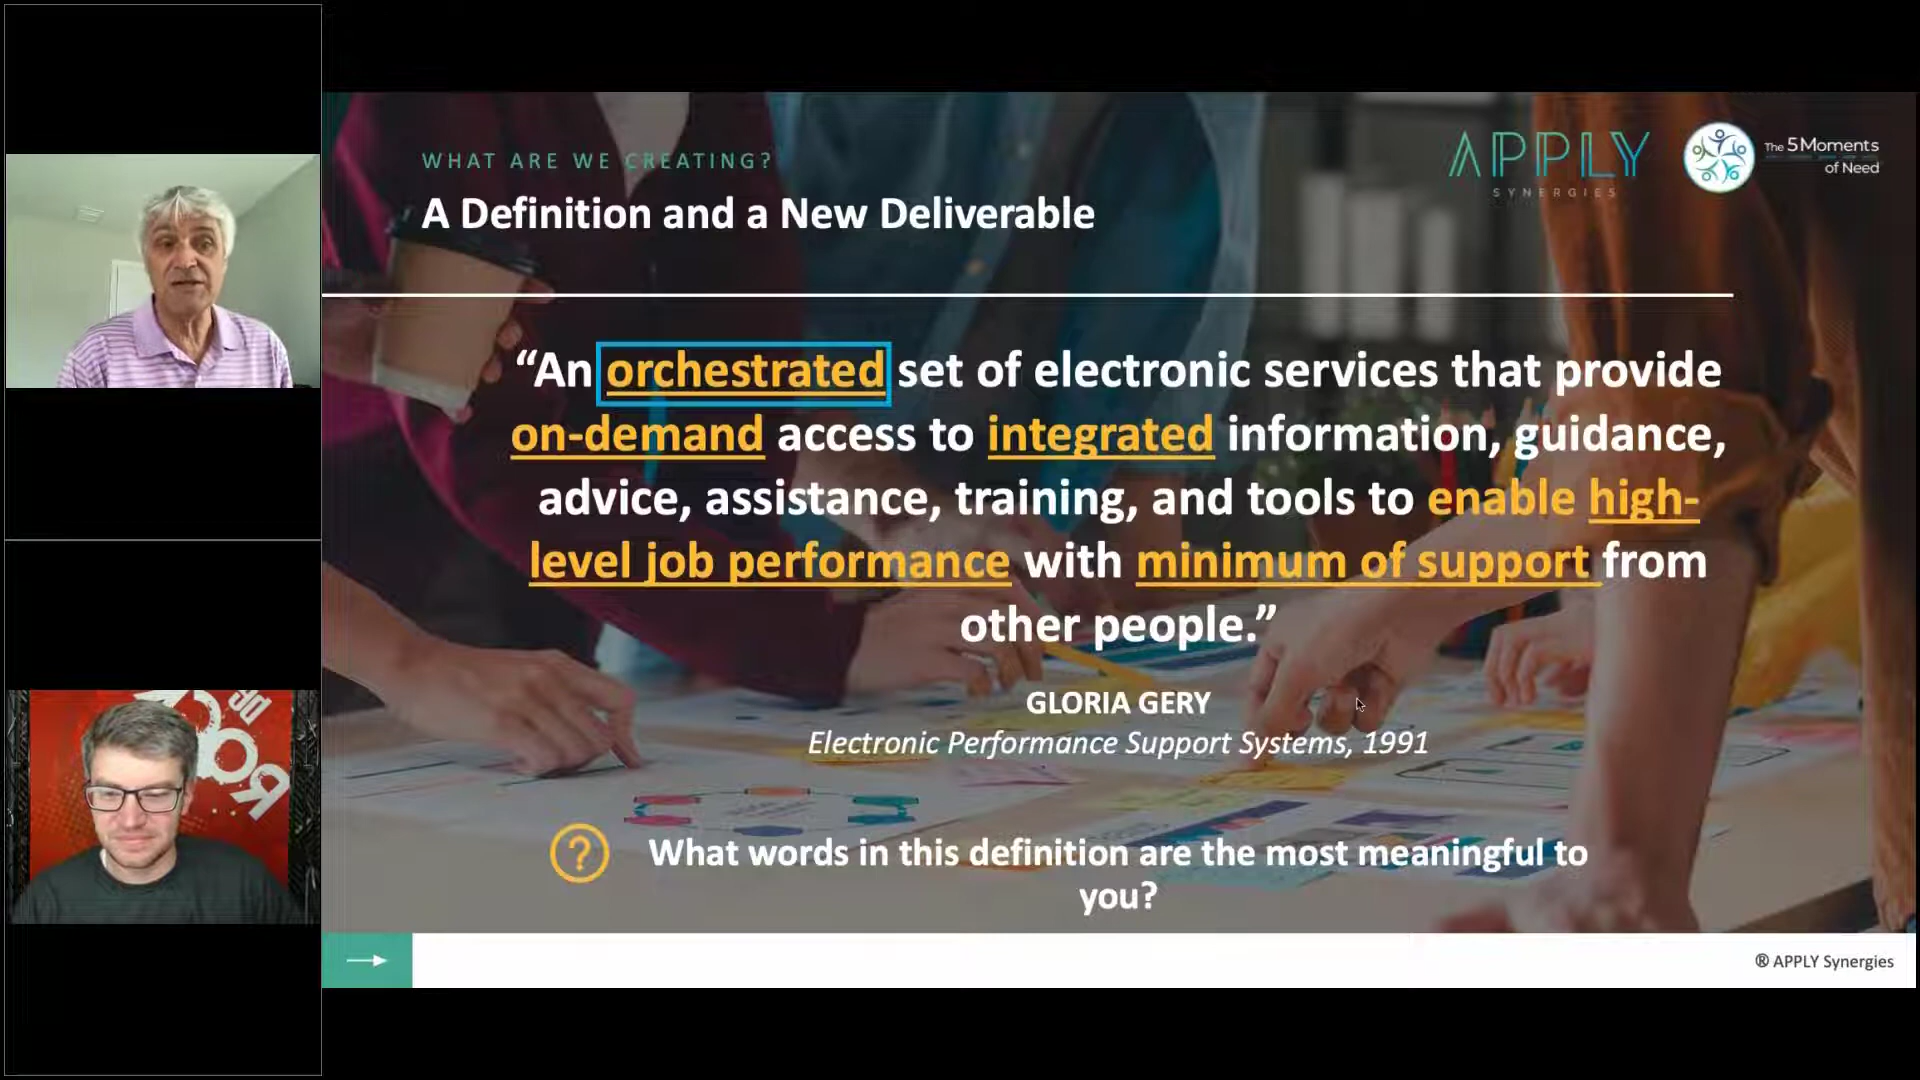 WHAT ARE WE CREATING?
A Definition and a New Deliverable
APPLY
SYNERGIES
The 5 Moments
of Need
“An orchestrated set of electronic services that provide
on-demand access to integrated information, guidance,
advice, assistance, training, and tools to enable high-
level job performance with minimum of support from
other people.”
GLORIA GERY
Electronic Performance Support Systems, 1991
? What words in this definition are the most meaningful to
you?
® APPLY Synergies